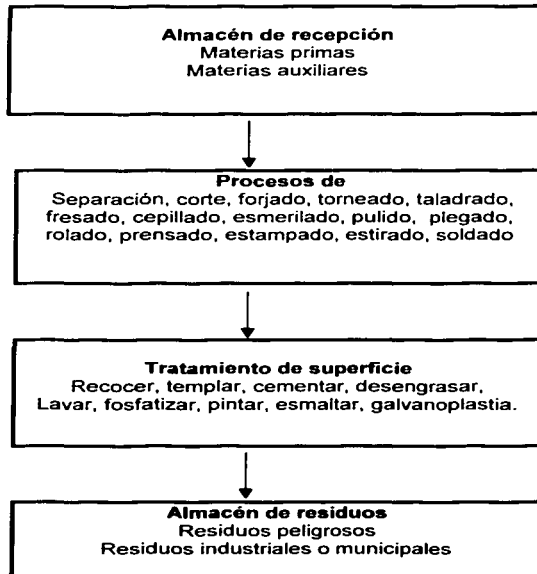 Almacén de recepción
Materias primas
Materias auxiliares
Procesos de
Separación, corte, forjado, torneado, taladrado,
fresado, cepillado, esmerilado, pulido, plegado,
rolado, prensado, estampado, estirado, soldado
Tratamiento de superficie
Recocer, templar, cementar, desengrasar,
Lavar, fosfatizar, pintar, esmaltar, galvanoplastia.
Almacén de residuos
Residuos peligrosos
Residuos industriales o municipales